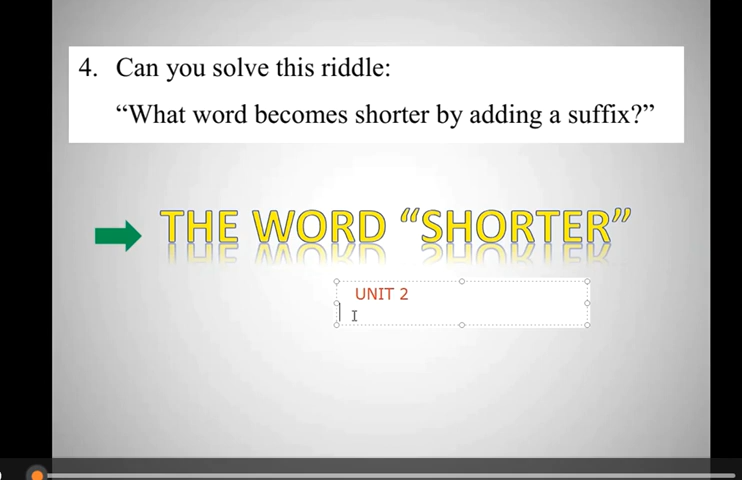 4. Can you solve this riddle:
“What word becomes shorter by adding a suffix?”
THE WORD “SHORTER”
UNIT 2